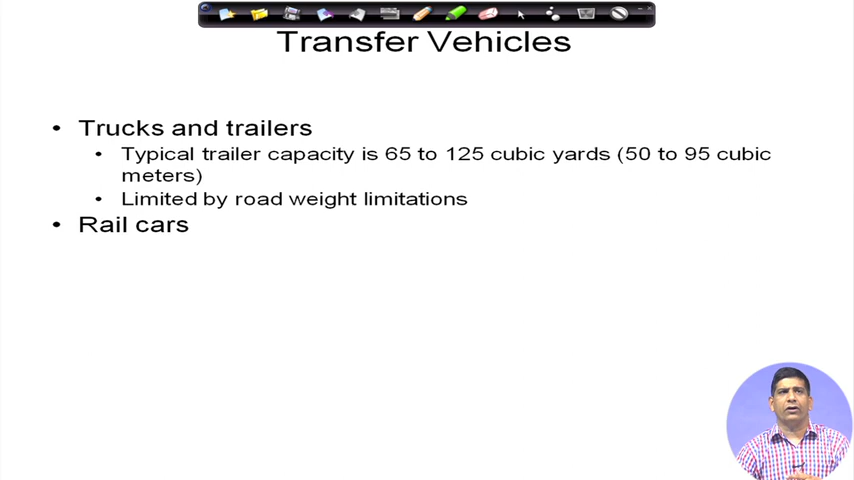 Transfer Vehicles
• Trucks and trailers
• Typical trailer capacity is 65 to 125 cubic yards (50 to 95 cubic
meters)
• Limited by road weight limitations
• Rail cars